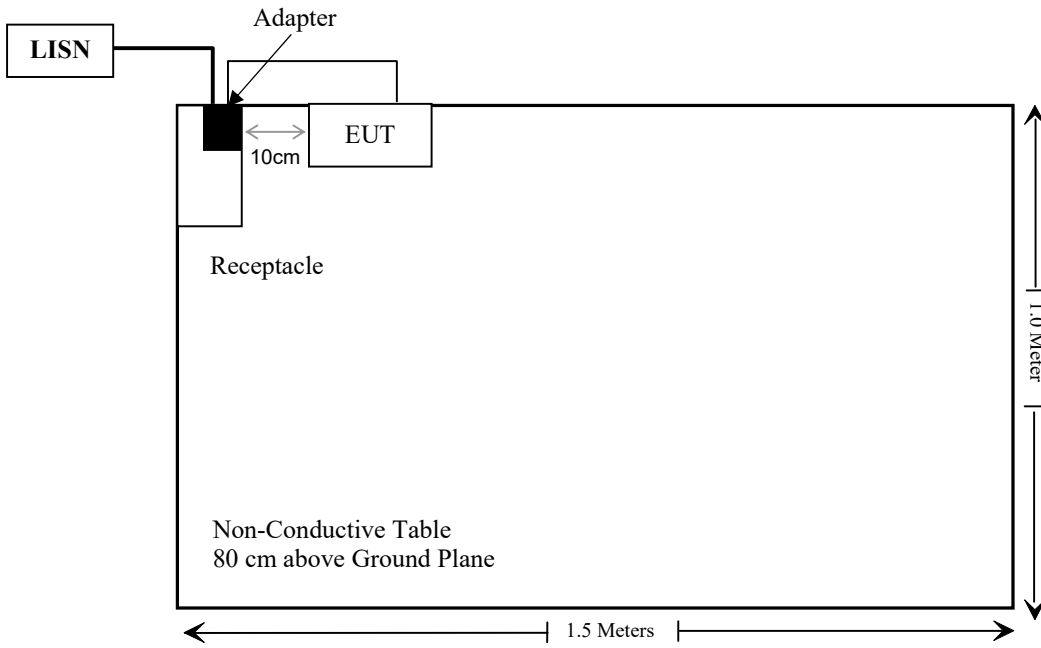 Adapter
LISN
EUT
10cm
Receptacle
1.0 Meter
Non-Conductive Table
80 cm above Ground Plane
1.5 Meters